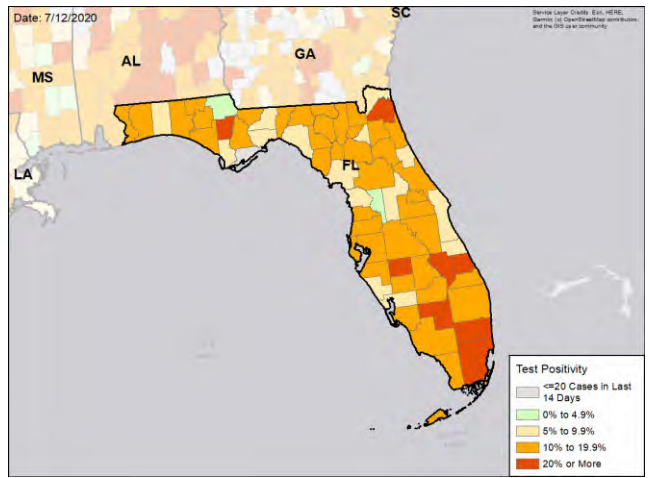 Date: 7/12/2020
Service Layer Credits: Esri, HERE,
Garmin, (c) OpenStreetMap contributors,
and the GIS user community
SC
AL
GA
MS
FL
LA
Test Positivity
<=20 Cases in Last
14 Days
0% to 4.9%
5% to 9.9%
10% to 19.9%
20% or More